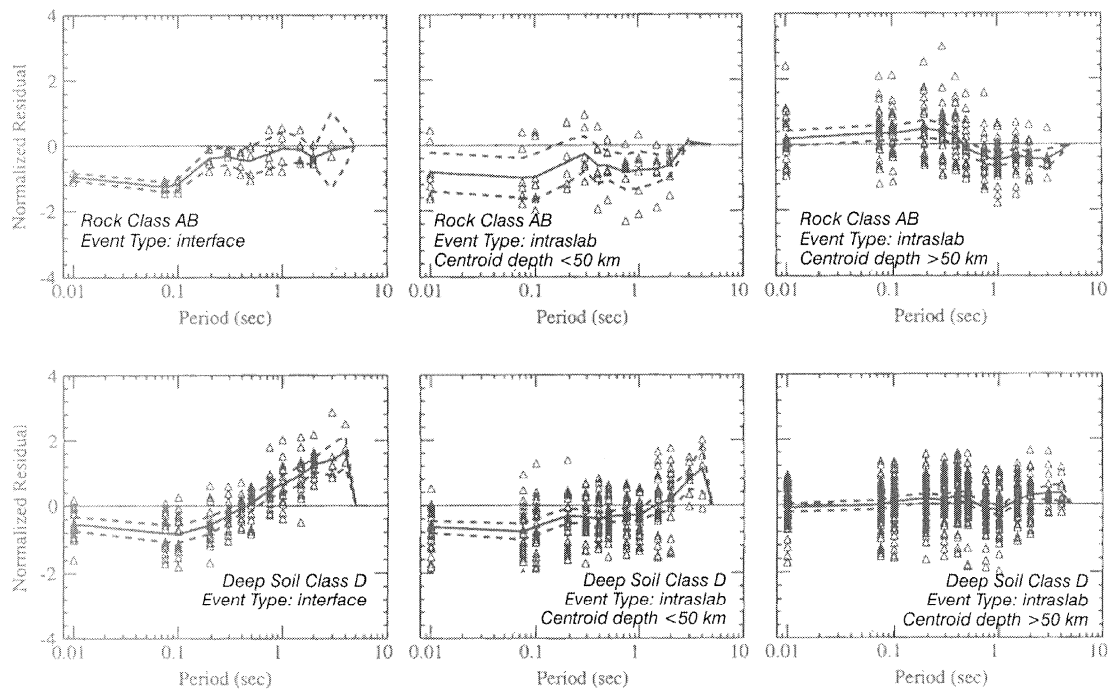 4
2
0
-2
-4
Normalized Residual
Rock Class AB
Event Type: interface
0.01 0.1 1 10
Period (sec)
Rock Class AB
Event Type: intraslab
Centroid depth <50 km
0.01 0.1 1 10
Period (sec)
Rock Class AB
Event Type: intraslab
Centroid depth >50 km
0.01 0.1 1 10
Period (sec)
4
2
0
-2
-4
Normalized Residual
Deep Soil Class D
Event Type: interface
0.01 0.1 1 10
Period (sec)
Deep Soil Class D
Event Type: intraslab
Centroid depth <50 km
0.01 0.1 1 10
Period (sec)
Deep Soil Class D
Event Type: intraslab
Centroid depth >50 km
0.01 0.1 1 10
Period (sec)